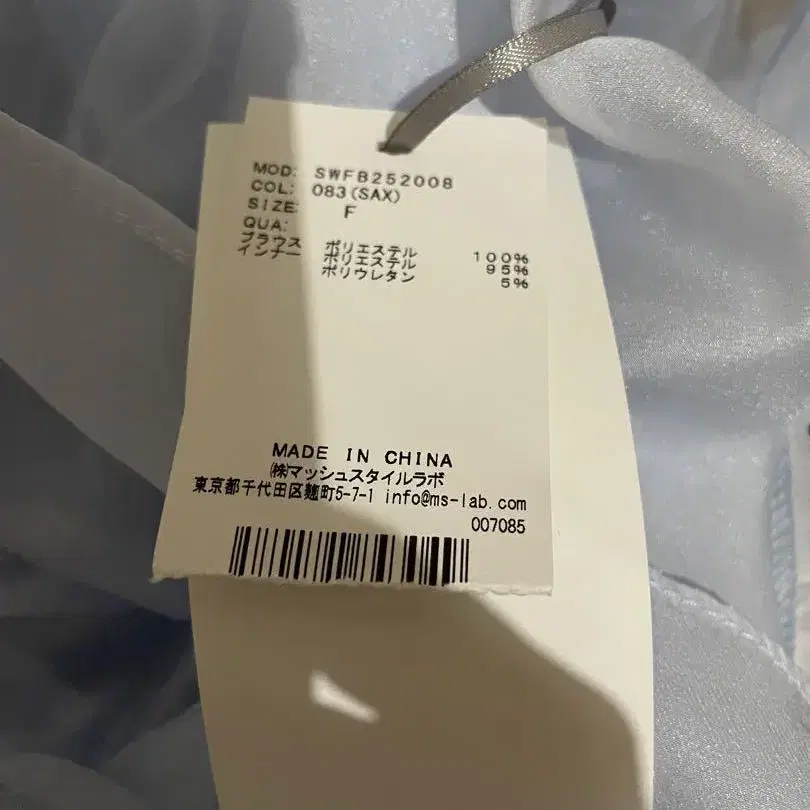 MOD: SWFB252008
COL: 083(SAX)
SIZE: F
QUA:
ブラウス ポリエステル 100%
インナー ポリエステル 95%
ポリウレタン 5%
MADE IN CHINA
㈱マッシュスタイルラボ
東京都千代田区麹町5-7-1 info@ms-lab.com
007085